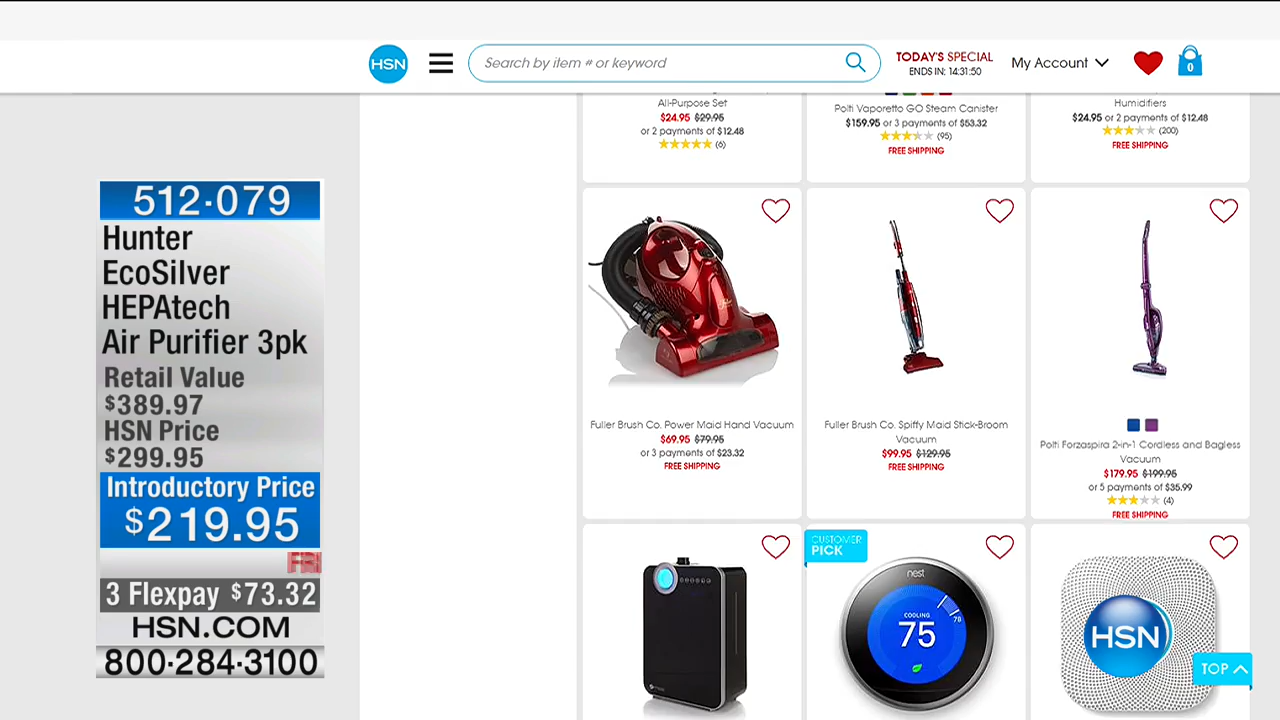 HSN
Search by item # or keyword
TODAY'S SPECIAL
ENDS IN: 14:31:50
My Account
0
All-Purpose Set
$24.95 $29.95
or 2 payments of $12.48
(6)
Polti Vaporetto GO Steam Canister
$159.95 or 3 payments of $53.32
(95)
FREE SHIPPING
Humidifiers
$24.95 or 2 payments of $12.48
(200)
FREE SHIPPING
512-079
Hunter
EcoSilver
HEPAtech
Air Purifier 3pk
Retail Value
$389.97
HSN Price
$299.95
Introductory Price
$219.95
3 Flexpay $73.32
HSN.COM
800-284-3100
Fuller Brush Co. Power Maid Hand Vacuum
$69.95 $79.95
or 3 payments of $23.32
FREE SHIPPING
Fuller Brush Co. Spiffy Maid Stick-Broom
Vacuum
$99.95 $129.95
FREE SHIPPING
Polti Forzaspira 2-in-1 Cordless and Bagless
Vacuum
$179.95 $199.95
or 5 payments of $35.99
(4)
FREE SHIPPING
CUSTOMER
PICK
nest
COOLING
75
78
HSN
TOP